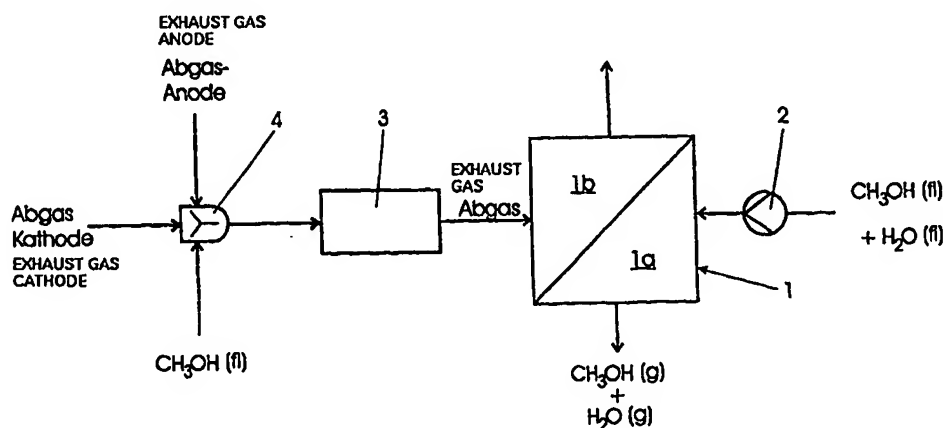 EXHAUST GAS
ANODE
Abgas-
Anode
4
3
2
EXHAUST
GAS
Abgas
1b
1a
CH₃OH (fl)
+ H₂O (fl)
Abgas
Kathode
EXHAUST GAS
CATHODE
1
CH₃OH (fl)
CH₃OH (g)
+
H₂O (g)